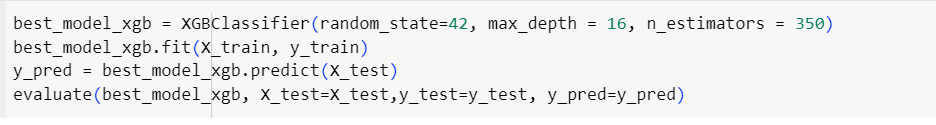 best_model_xgb = XGBClassifier(random_state=42, max_depth = 16, n_estimators = 350)
best_model_xgb.fit(X_train, y_train)
y_pred = best_model_xgb.predict(X_test)
evaluate(best_model_xgb, X_test=X_test,y_test=y_test, y_pred=y_pred)